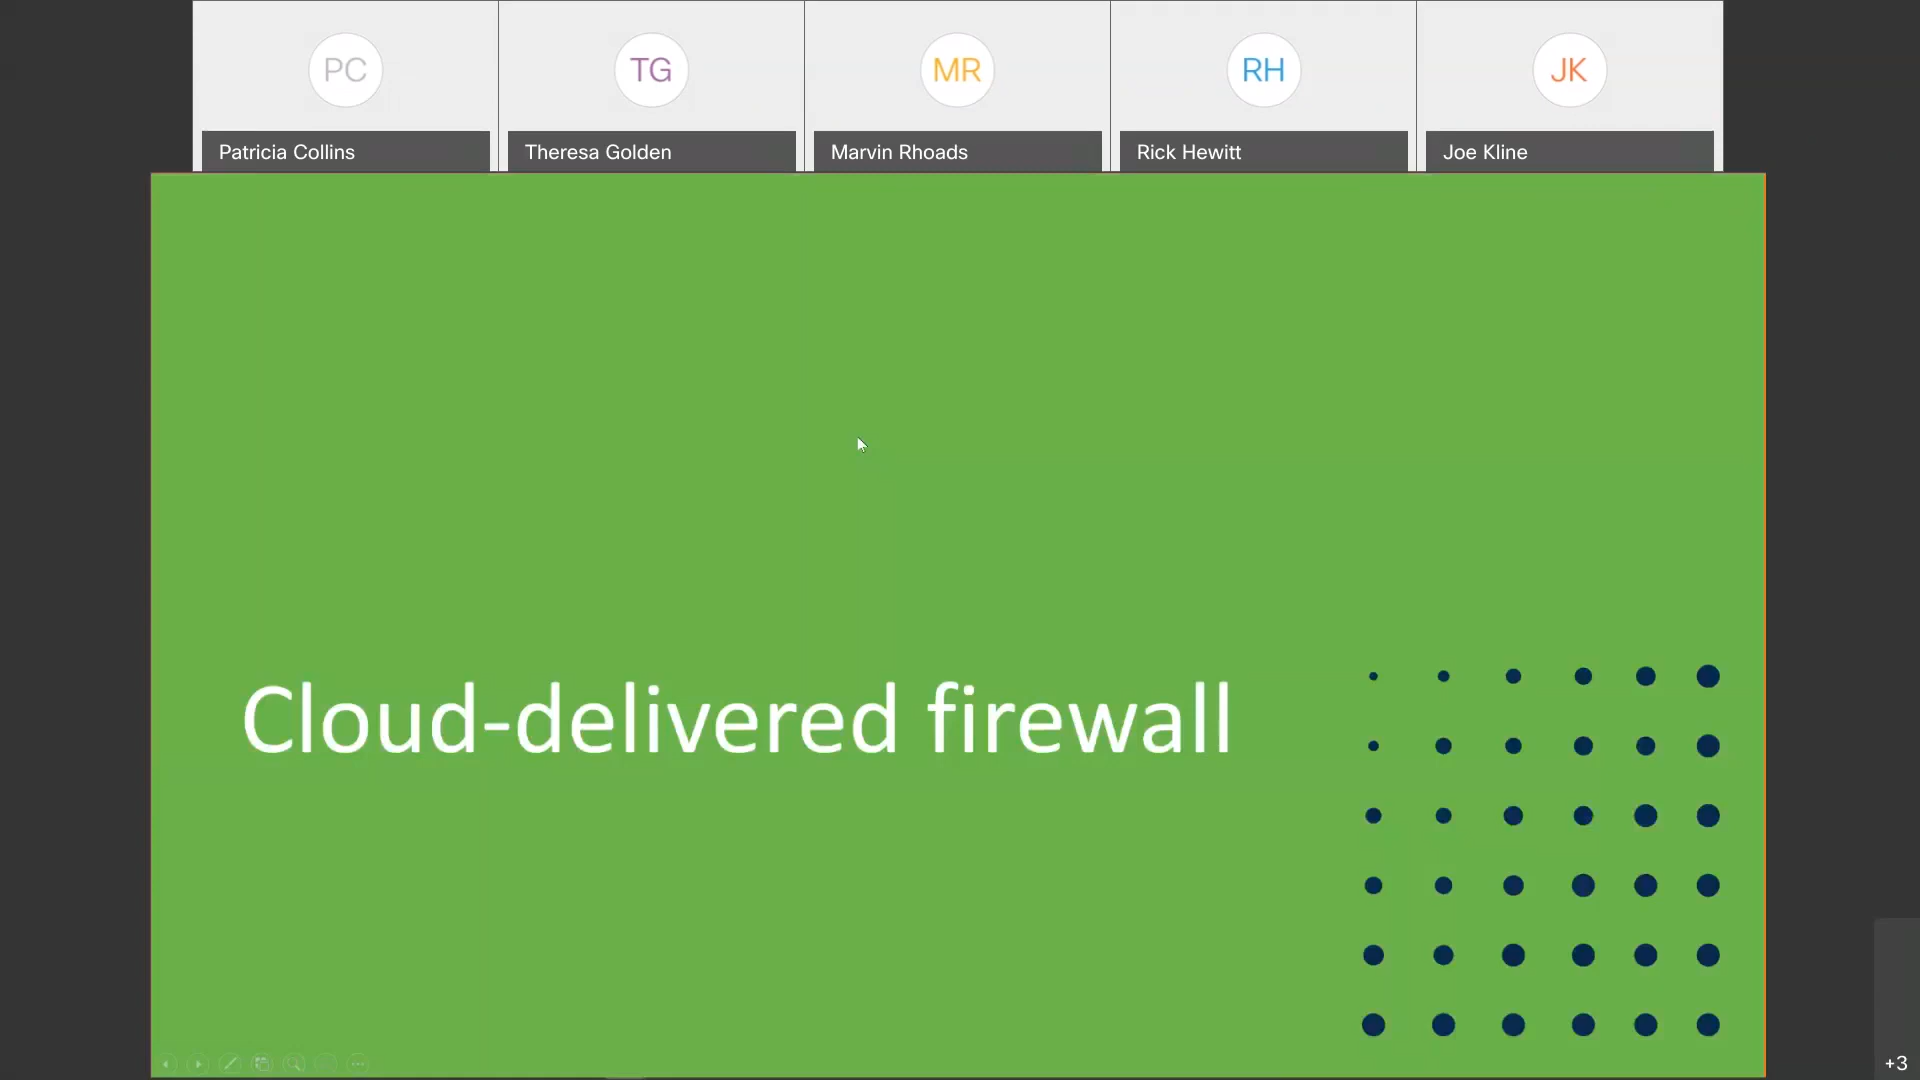 PC
TG
MR
RH
JK
Patricia Collins
Theresa Golden
Marvin Rhoads
Rick Hewitt
Joe Kline
Cloud-delivered firewall
+3